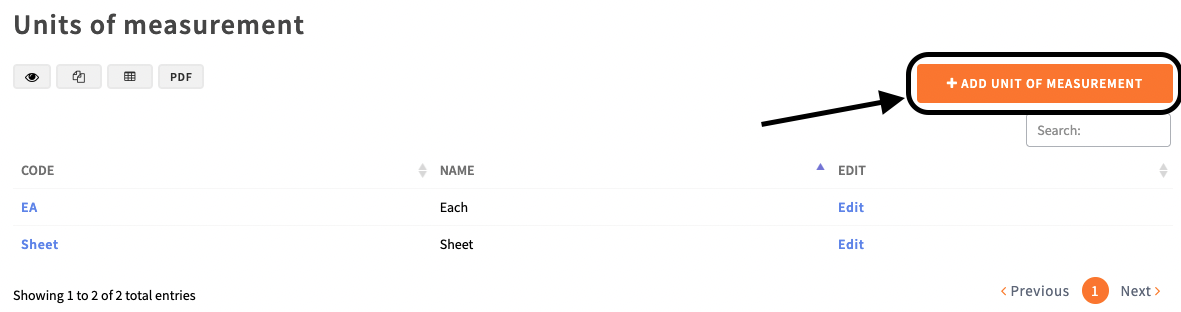 Units of measurement
PDF
+ ADD UNIT OF MEASUREMENT
Search:
CODE NAME EDIT
EA Each Edit
Sheet Sheet Edit
Showing 1 to 2 of 2 total entries
‹ Previous 1 Next ›